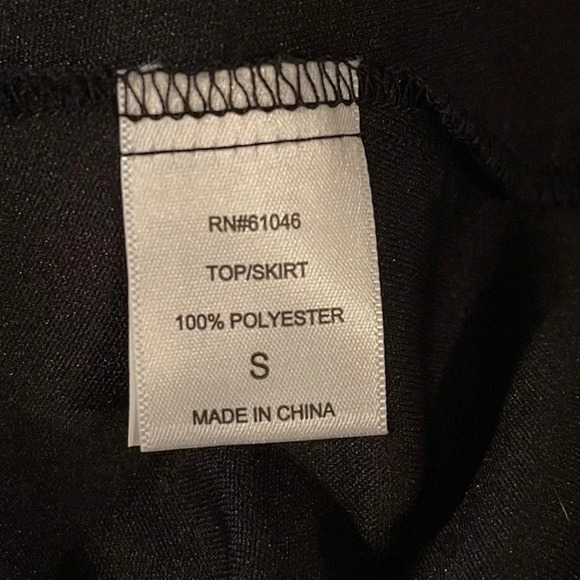 RN#61046
TOP/SKIRT
100% POLYESTER
S
MADE IN CHINA